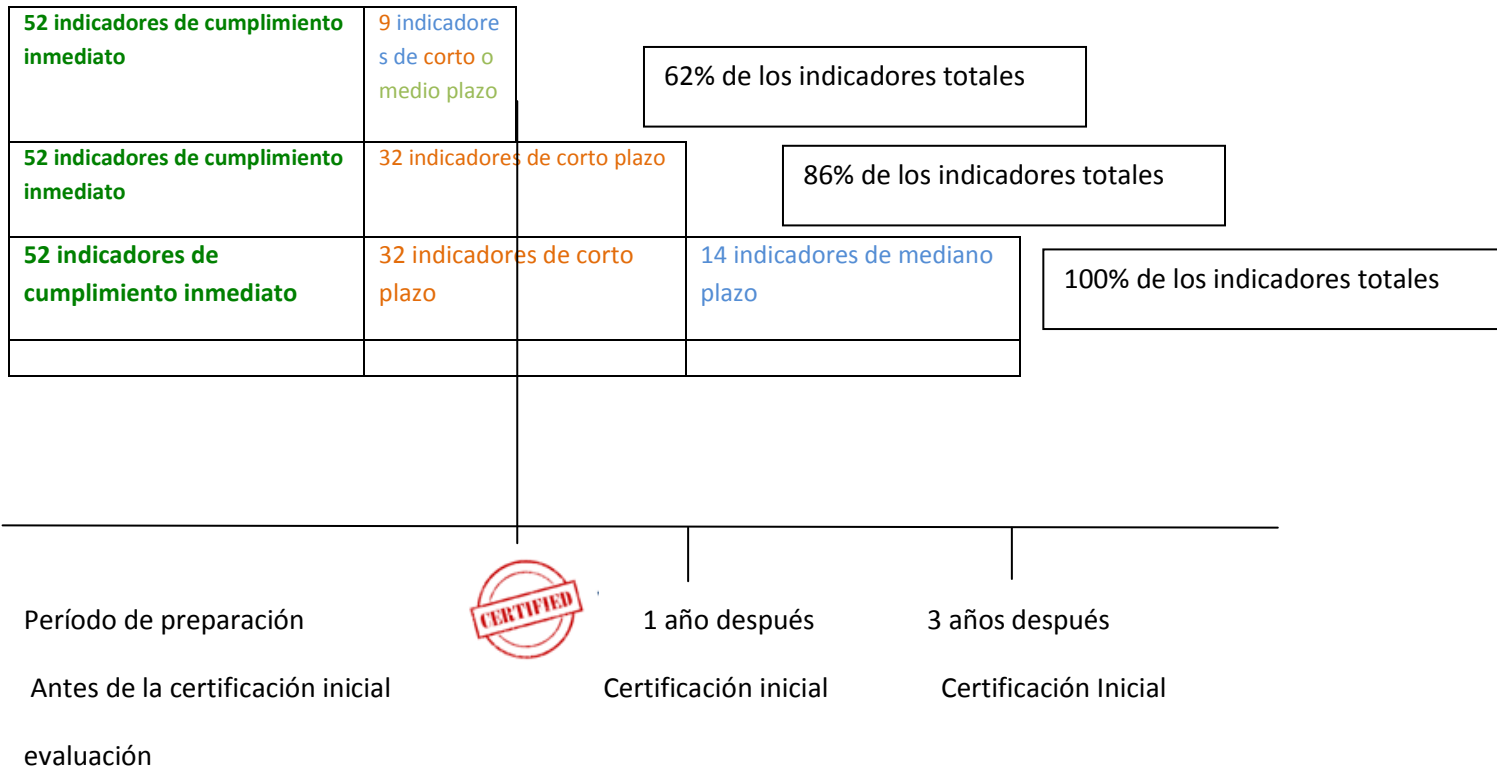 52 indicadores de cumplimiento
inmediato
9 indicadore
s de corto o
medio plazo
62% de los indicadores totales
52 indicadores de cumplimiento
inmediato
32 indicadores de corto plazo
86% de los indicadores totales
52 indicadores de
cumplimiento inmediato
32 indicadores de corto
plazo
14 indicadores de mediano
plazo
100% de los indicadores totales
CERTIFIED
Período de preparación
1 año después
3 años después
Antes de la certificación inicial
Certificación inicial
Certificación Inicial
evaluación